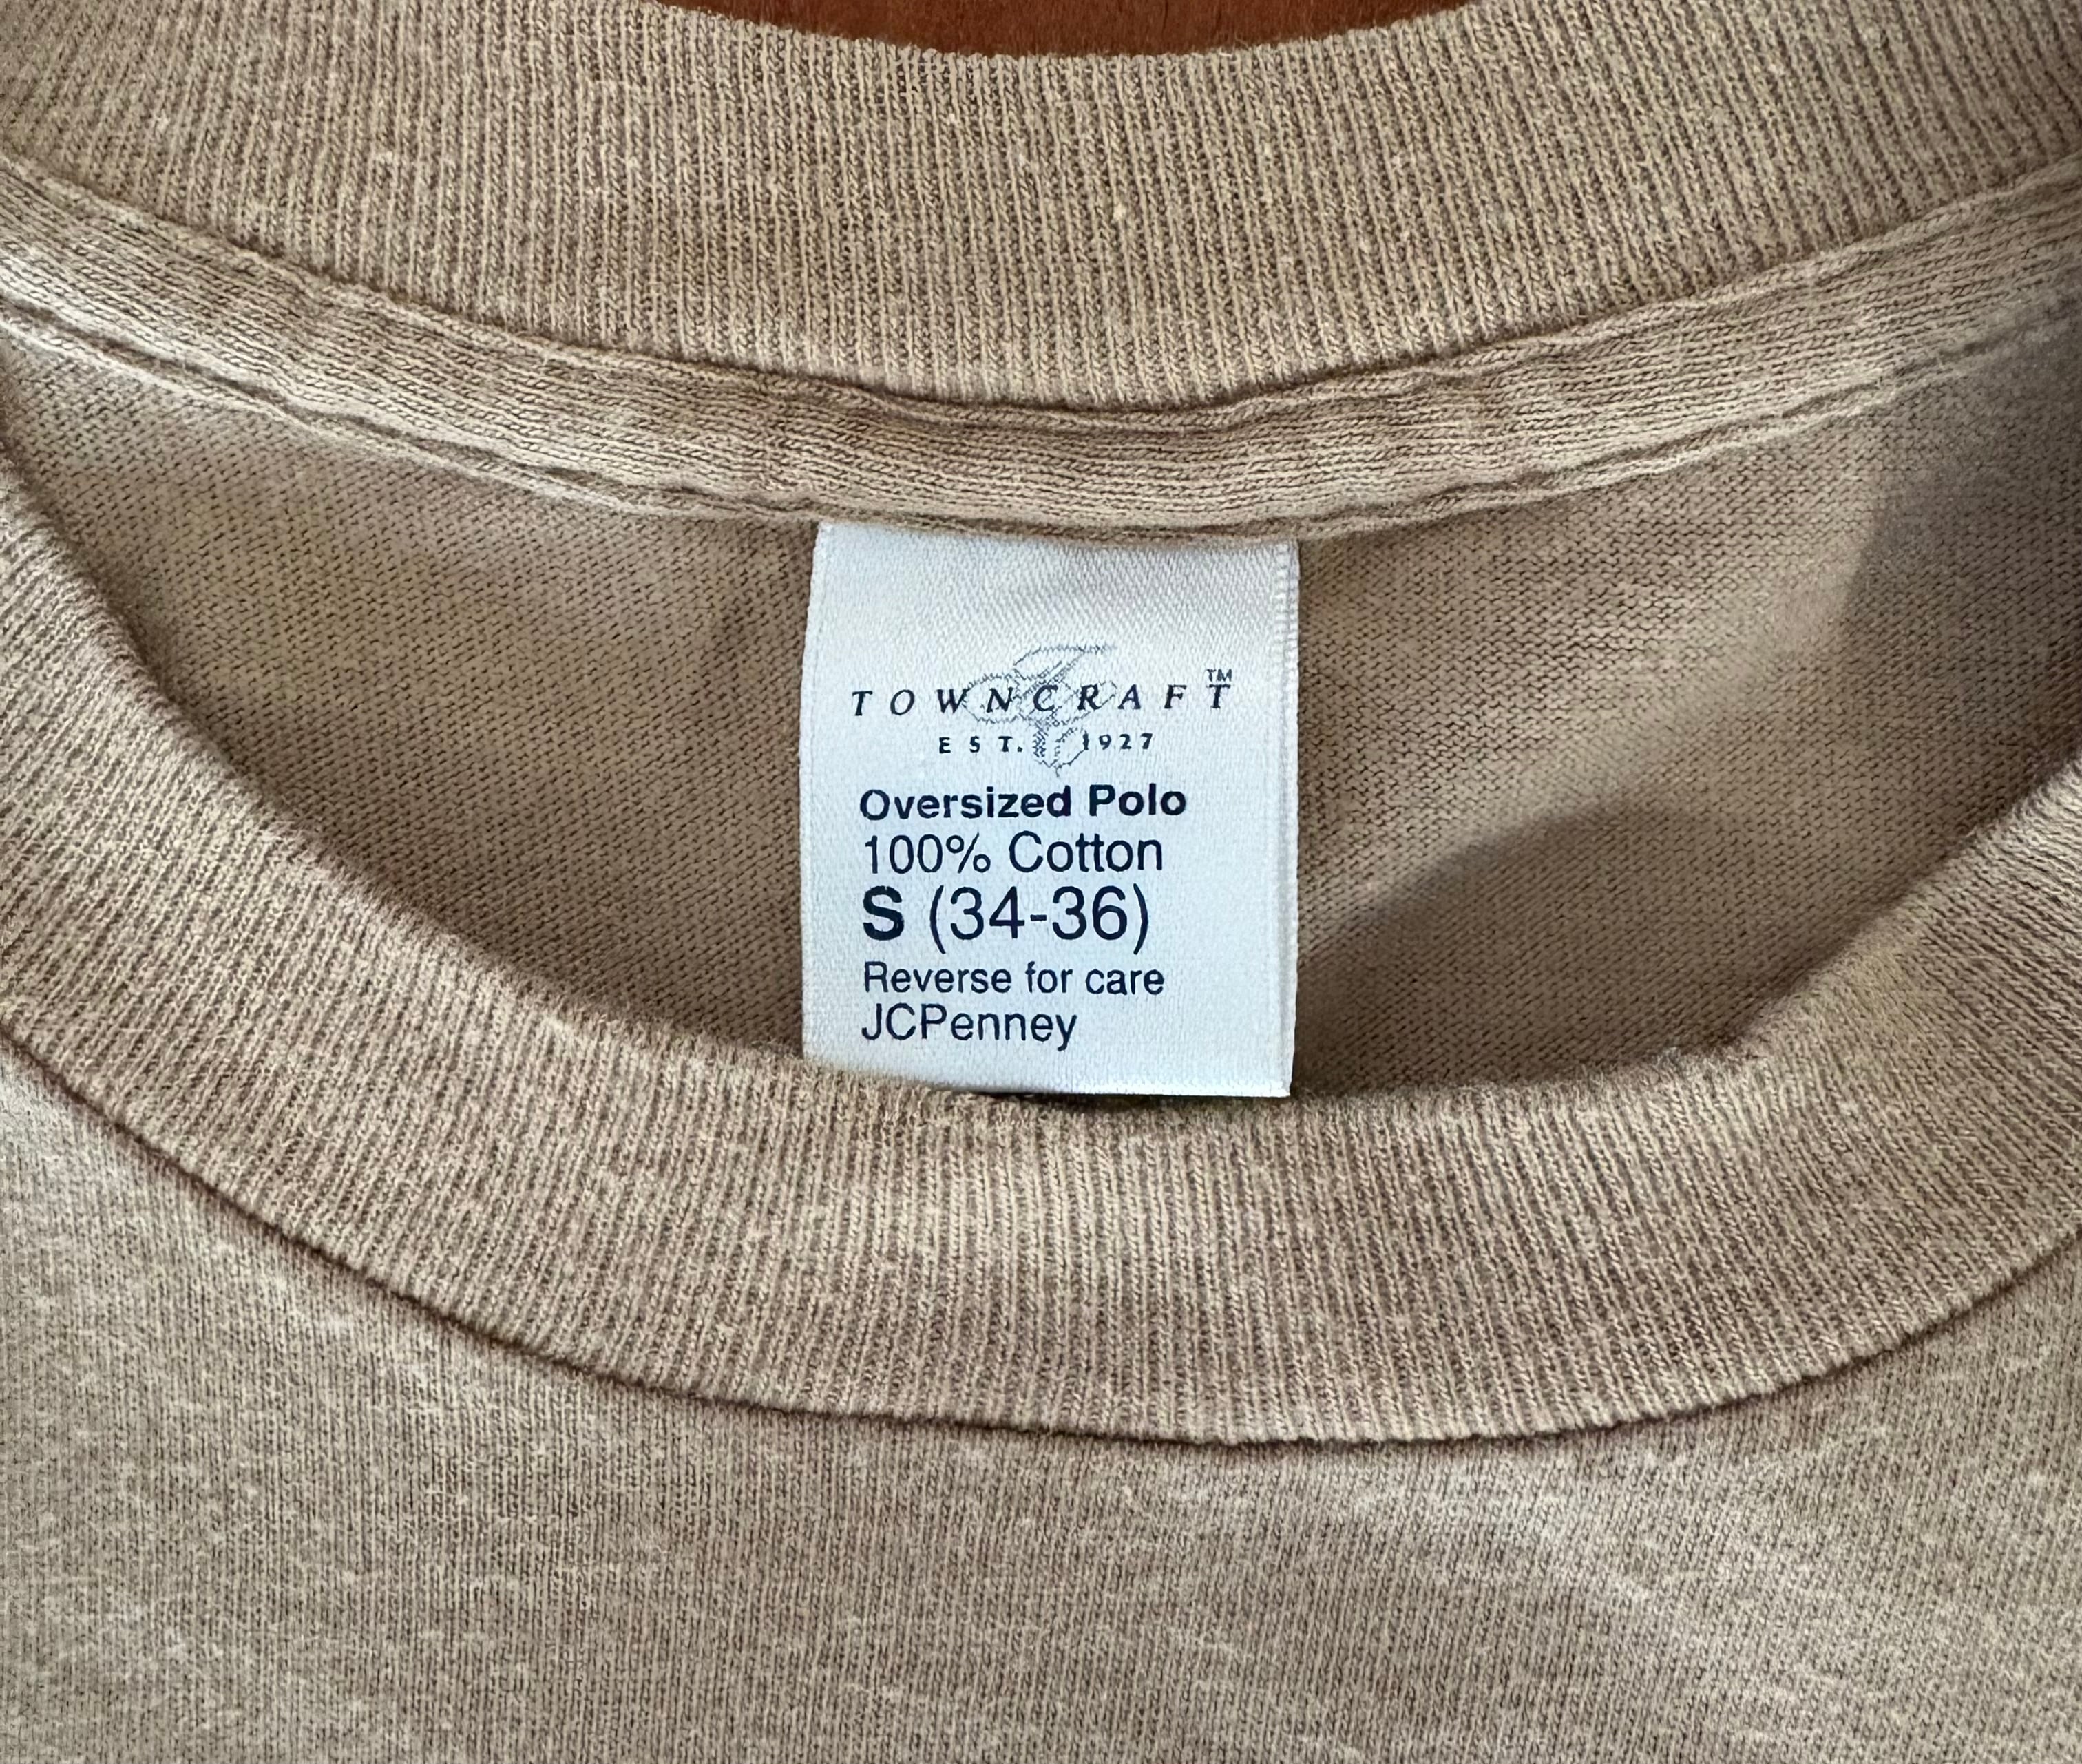 TOWNCRAFT™
EST. 1927
Oversized Polo
100% Cotton
S (34-36)
Reverse for care
JCPenney